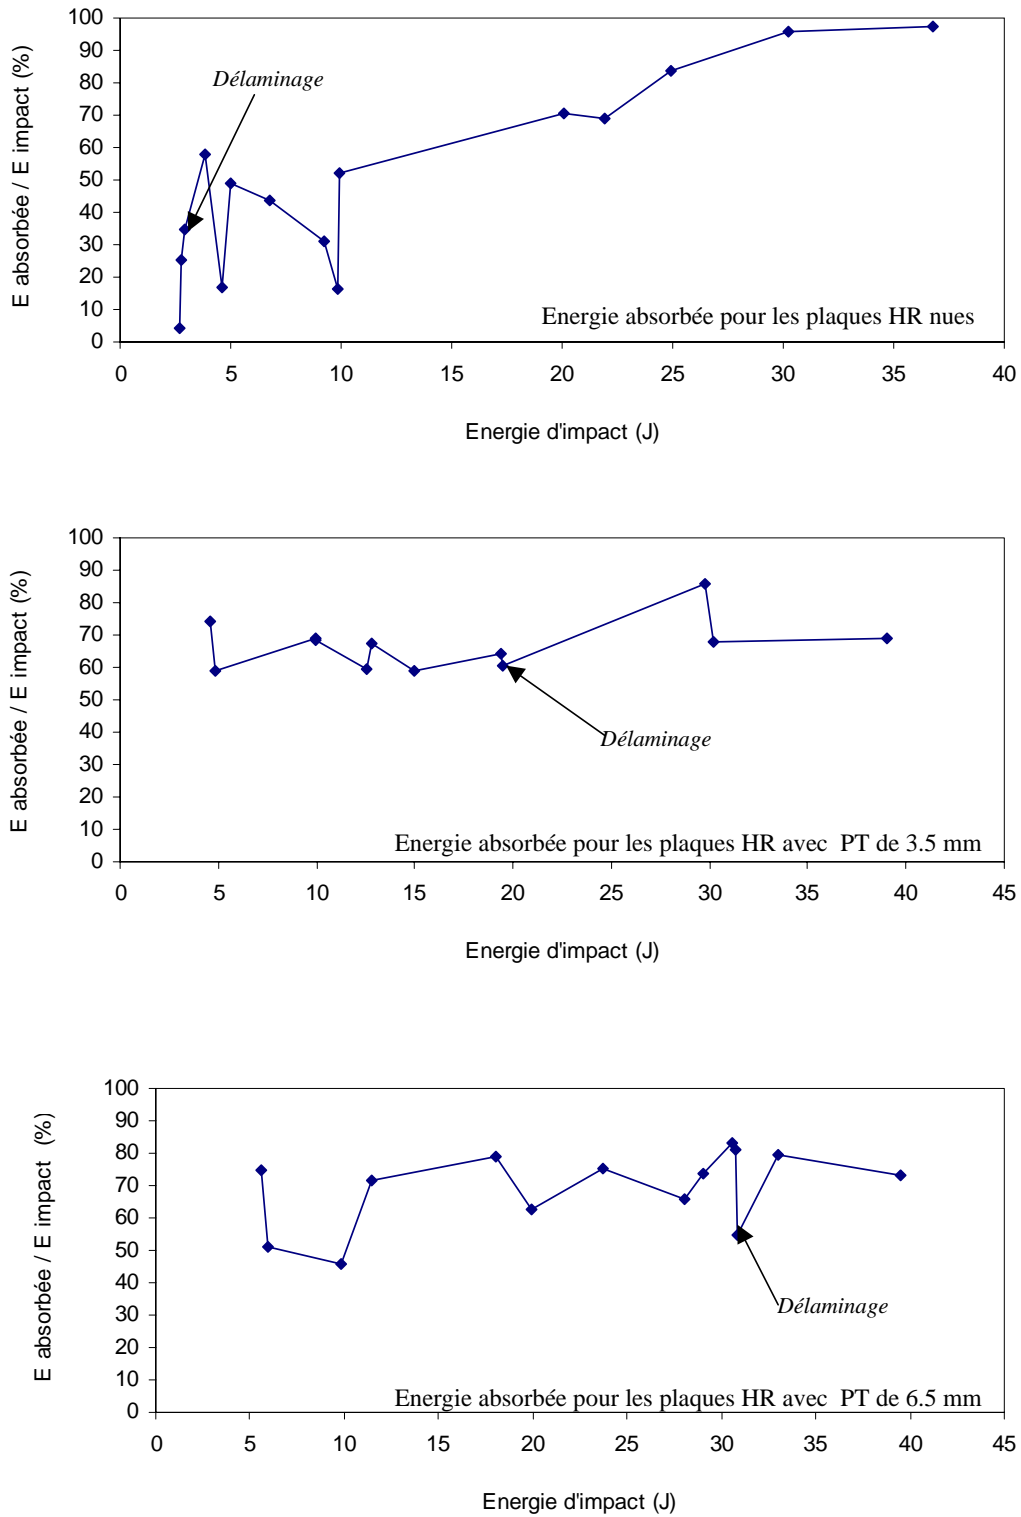 E absorbée / E impact (%)
100
90
80
70
60
50
40
30
20
10
0
Délaminage
Energie absorbée pour les plaques HR nues
0 5 10 15 20 25 30 35 40
Energie d'impact (J)
E absorbée / E impact (%)
100
90
80
70
60
50
40
30
20
10
0
Délaminage
Energie absorbée pour les plaques HR avec PT de 3.5 mm
0 5 10 15 20 25 30 35 40 45
Energie d'impact (J)
E absorbée / E impact (%)
100
90
80
70
60
50
40
30
20
10
0
Délaminage
Energie absorbée pour les plaques HR avec PT de 6.5 mm
0 5 10 15 20 25 30 35 40 45
Energie d'impact (J)